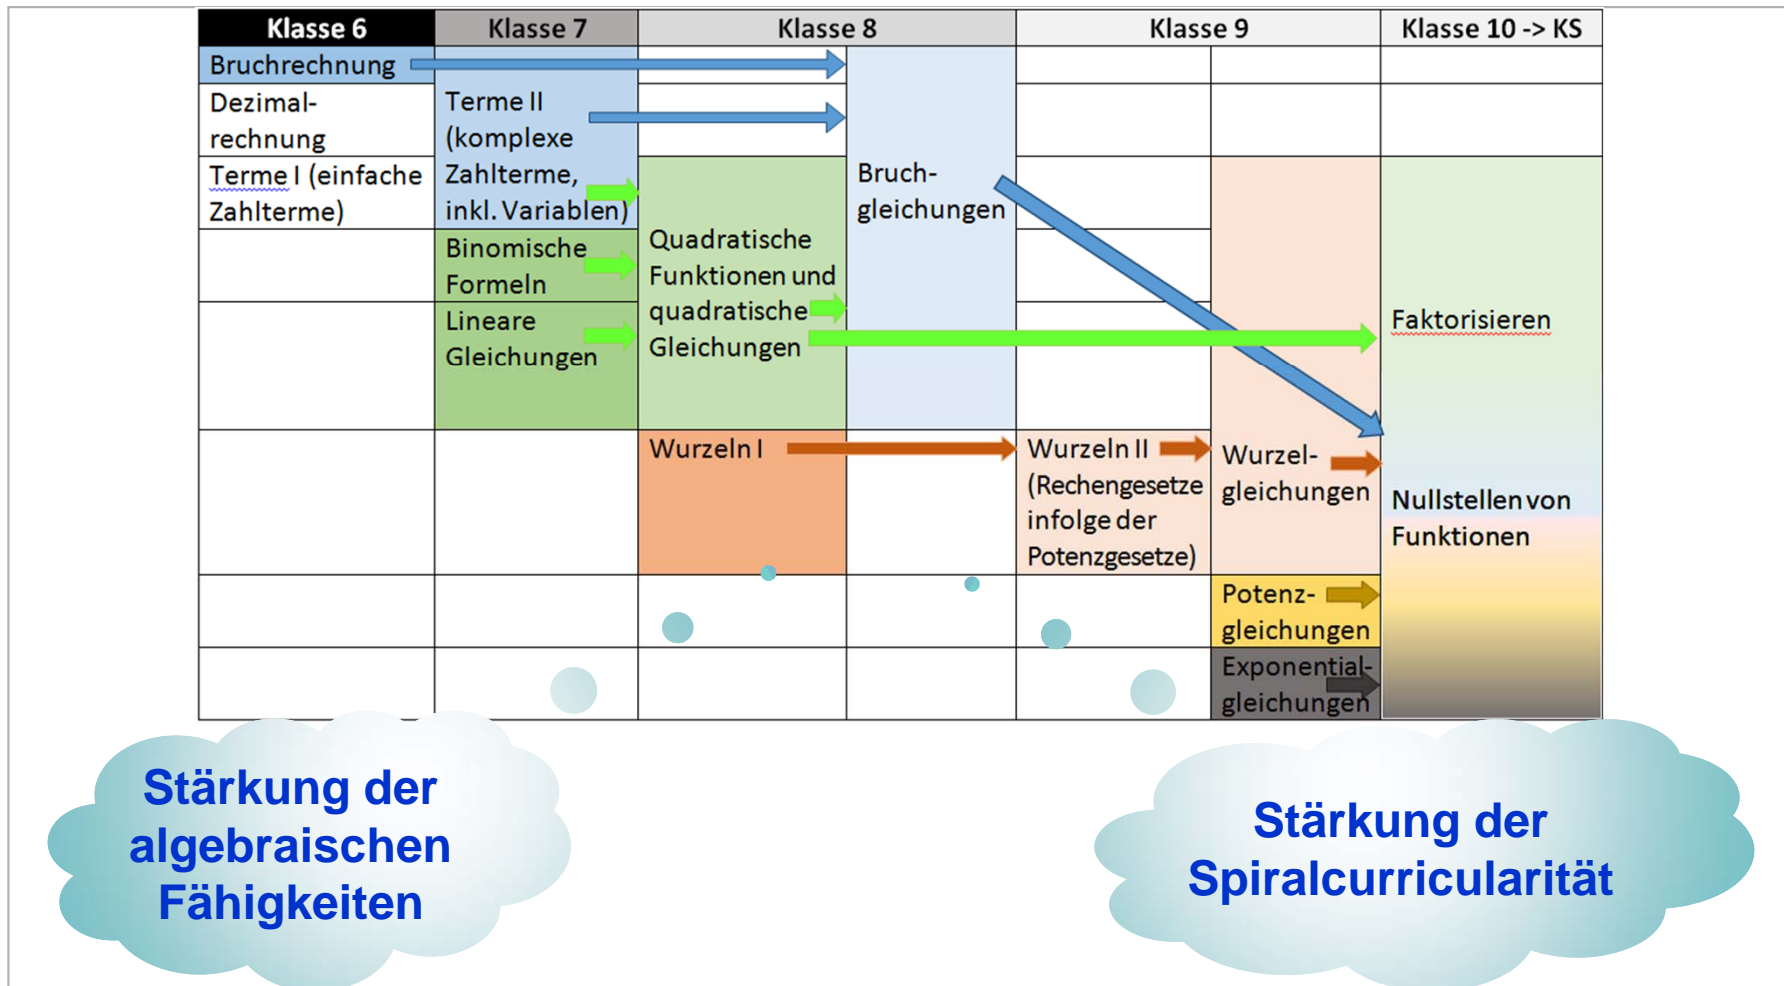 Klasse 6
Klasse 7
Klasse 8
Klasse 9
Klasse 10 -> KS
Bruchrechnung
Dezimal-
rechnung
Terme I (einfache
Zahlterme)
Terme II
(komplexe
Zahlterme,
inkl. Variablen)
Binomische
Formeln
Lineare
Gleichungen
Quadratische
Funktionen und
quadratische
Gleichungen
Bruch-
gleichungen
Wurzeln I
Wurzeln II
(Rechengesetze
infolge der
Potenzgesetze)
Wurzel-
gleichungen
Potenz-
gleichungen
Exponential-
gleichungen
Faktorisieren
Nullstellen von
Funktionen
Stärkung der
algebraischen
Fähigkeiten
Stärkung der
Spiralcurricularität